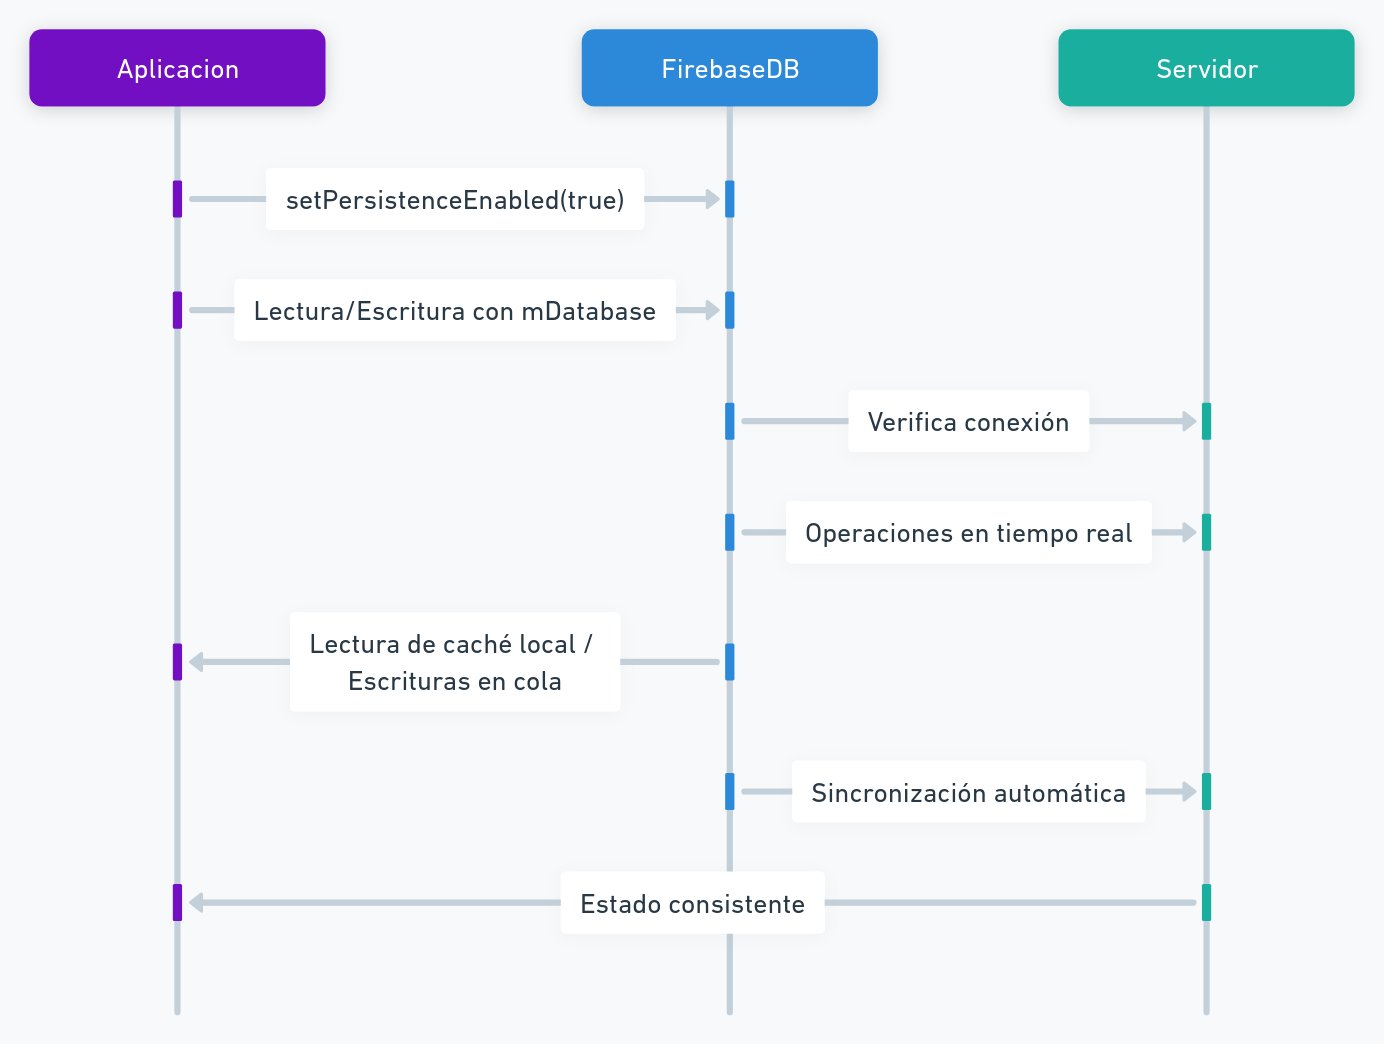 Aplicacion
FirebaseDB
Servidor
setPersistenceEnabled(true)
Lectura/Escritura con mDatabase
Verifica conexión
Operaciones en tiempo real
Lectura de caché local /
Escrituras en cola
Sincronización automática
Estado consistente